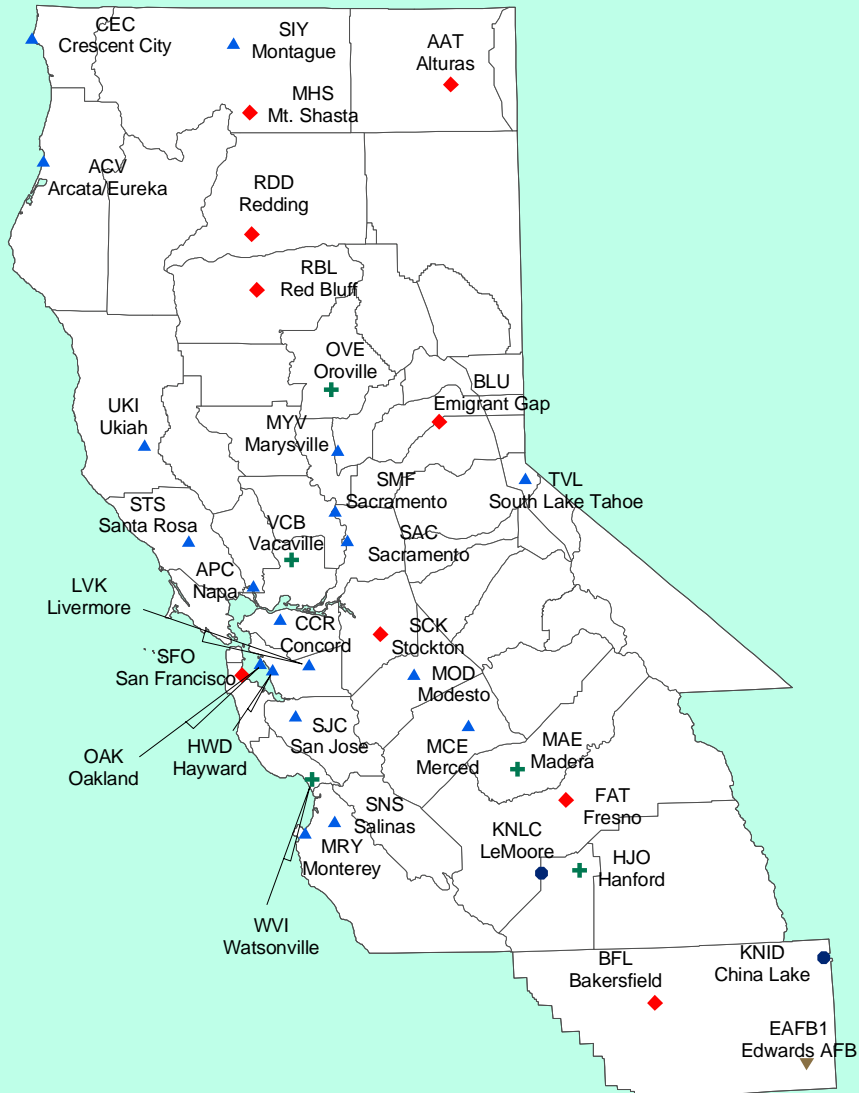 CEC
Crescent City
SIY
Montague
AAT
Alturas
MHS
Mt. Shasta
ACV
Arcata/Eureka
RDD
Redding
RBL
Red Bluff
OVE
Oroville
BLU
Emigrant Gap
UKI
Ukiah
MYV
Marysville
SMF
Sacramento
TVL
South Lake Tahoe
STS
Santa Rosa
VCB
Vacaville
SAC
Sacramento
APC
Napa
LVK
Livermore
CCR
Concord
SCK
Stockton
SFO
San Francisco
MOD
Modesto
OAK
Oakland
HWD
Hayward
SJC
San Jose
MCE
Merced
MAE
Madera
SNS
Salinas
FAT
Fresno
MRY
Monterey
KNLC
LeMoore
HJO
Hanford
WVI
Watsonville
BFL
Bakersfield
KNID
China Lake
EAFB1
Edwards AFB